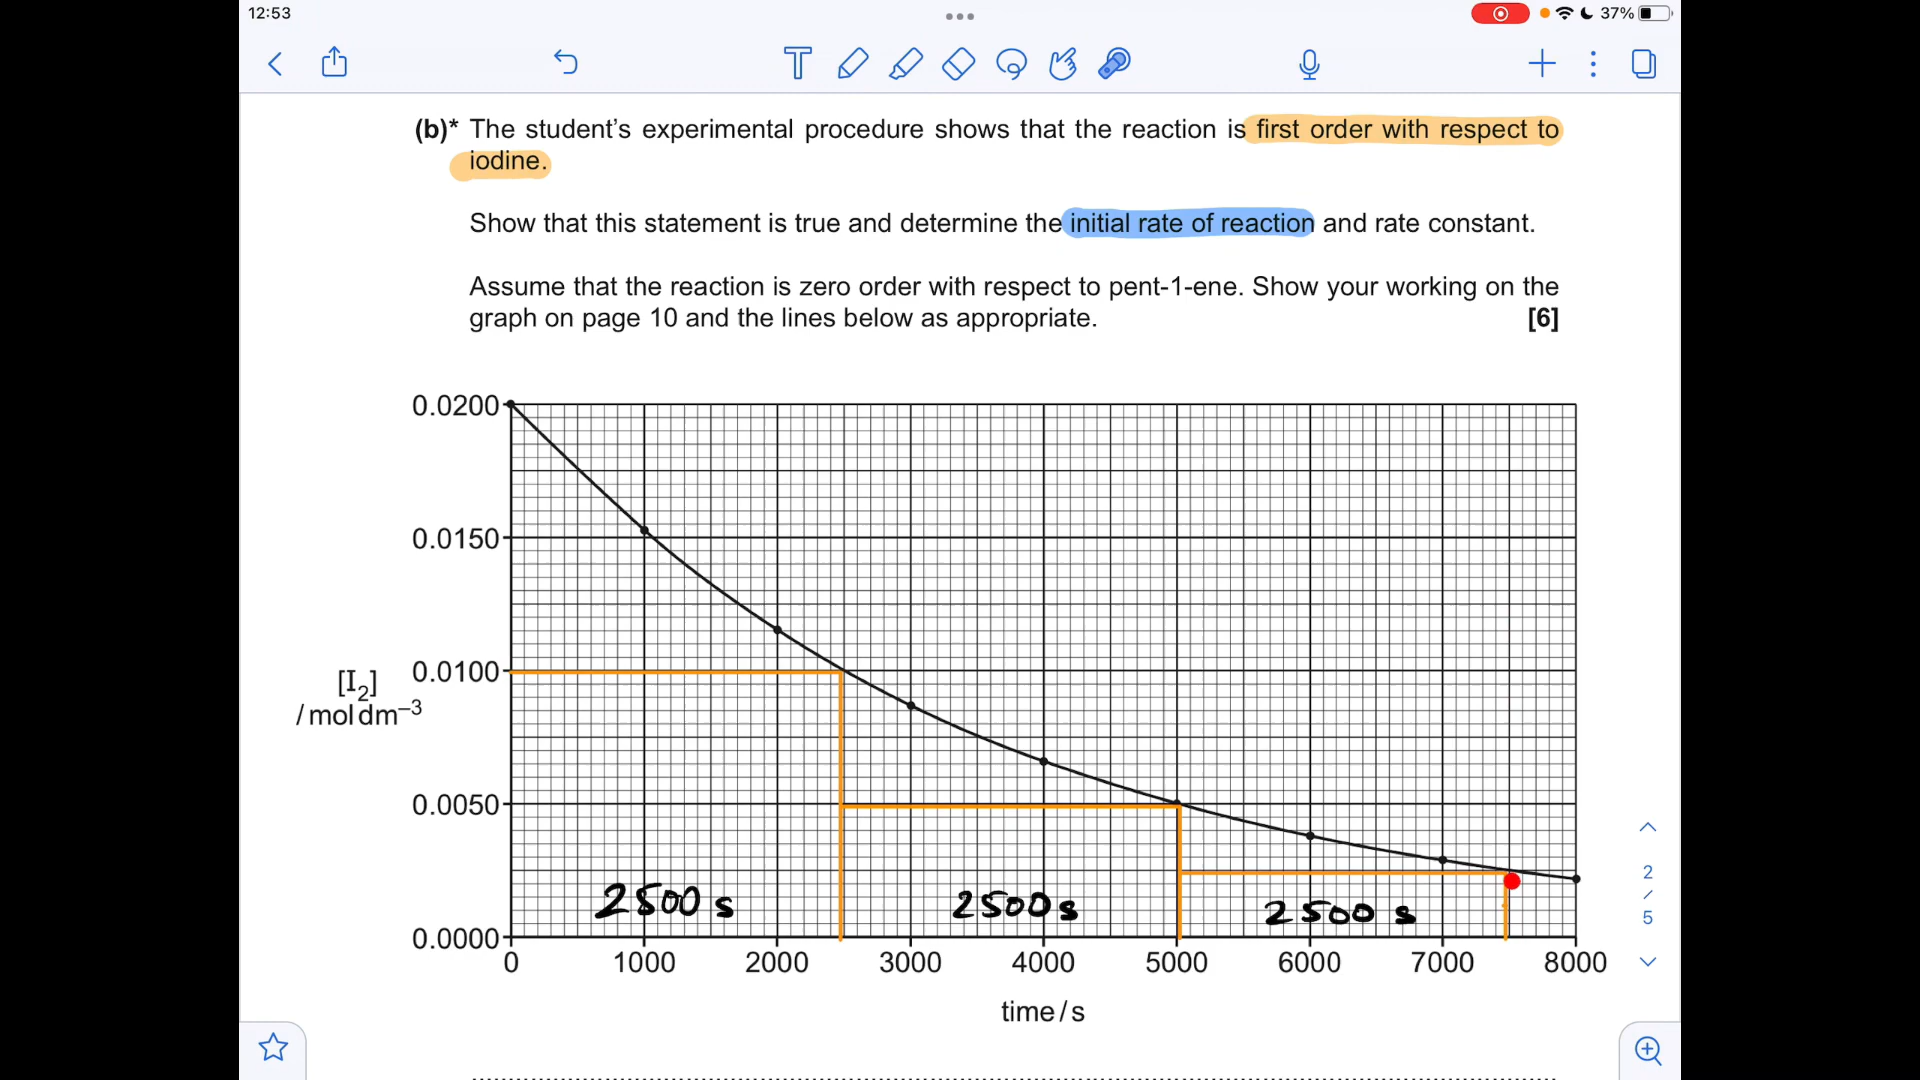 12:53
37%
(b)* The student's experimental procedure shows that the reaction is first order with respect to
iodine.
Show that this statement is true and determine the initial rate of reaction and rate constant.
Assume that the reaction is zero order with respect to pent-1-ene. Show your working on the
graph on page 10 and the lines below as appropriate. [6]
0.0200
0.0150
0.0100
[I₂]
/ mol dm⁻³
0.0050
2500 s 2500s 2500 s
0.0000
0 1000 2000 3000 4000 5000 6000 7000 8000
time / s
2
/
5